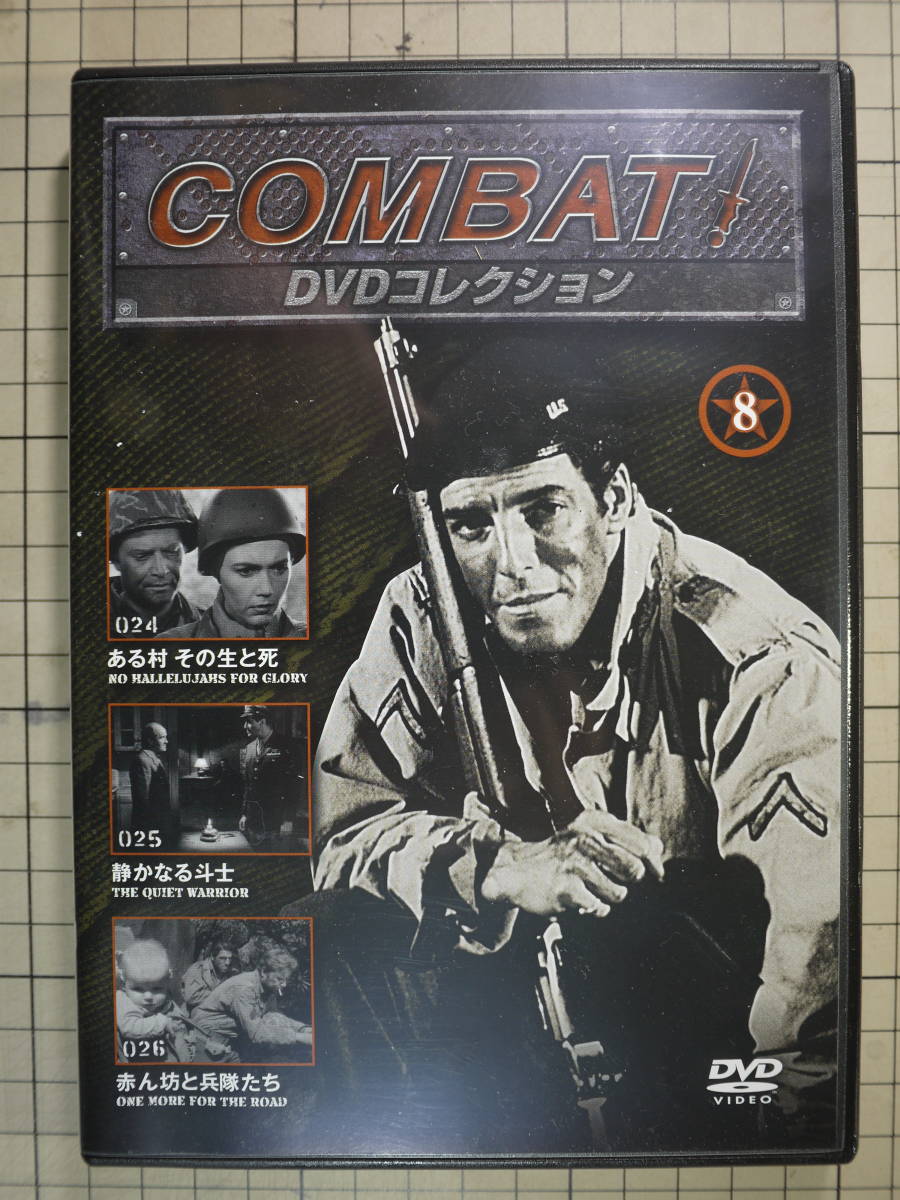 COMBAT!
DVDコレクション
8
U.S
024
ある村 その生と死
NO HALLELUJAHS FOR GLORY
025
静かなる斗士
THE QUIET WARRIOR
026
赤ん坊と兵隊たち
ONE MORE FOR THE ROAD
DVD
VIDEO